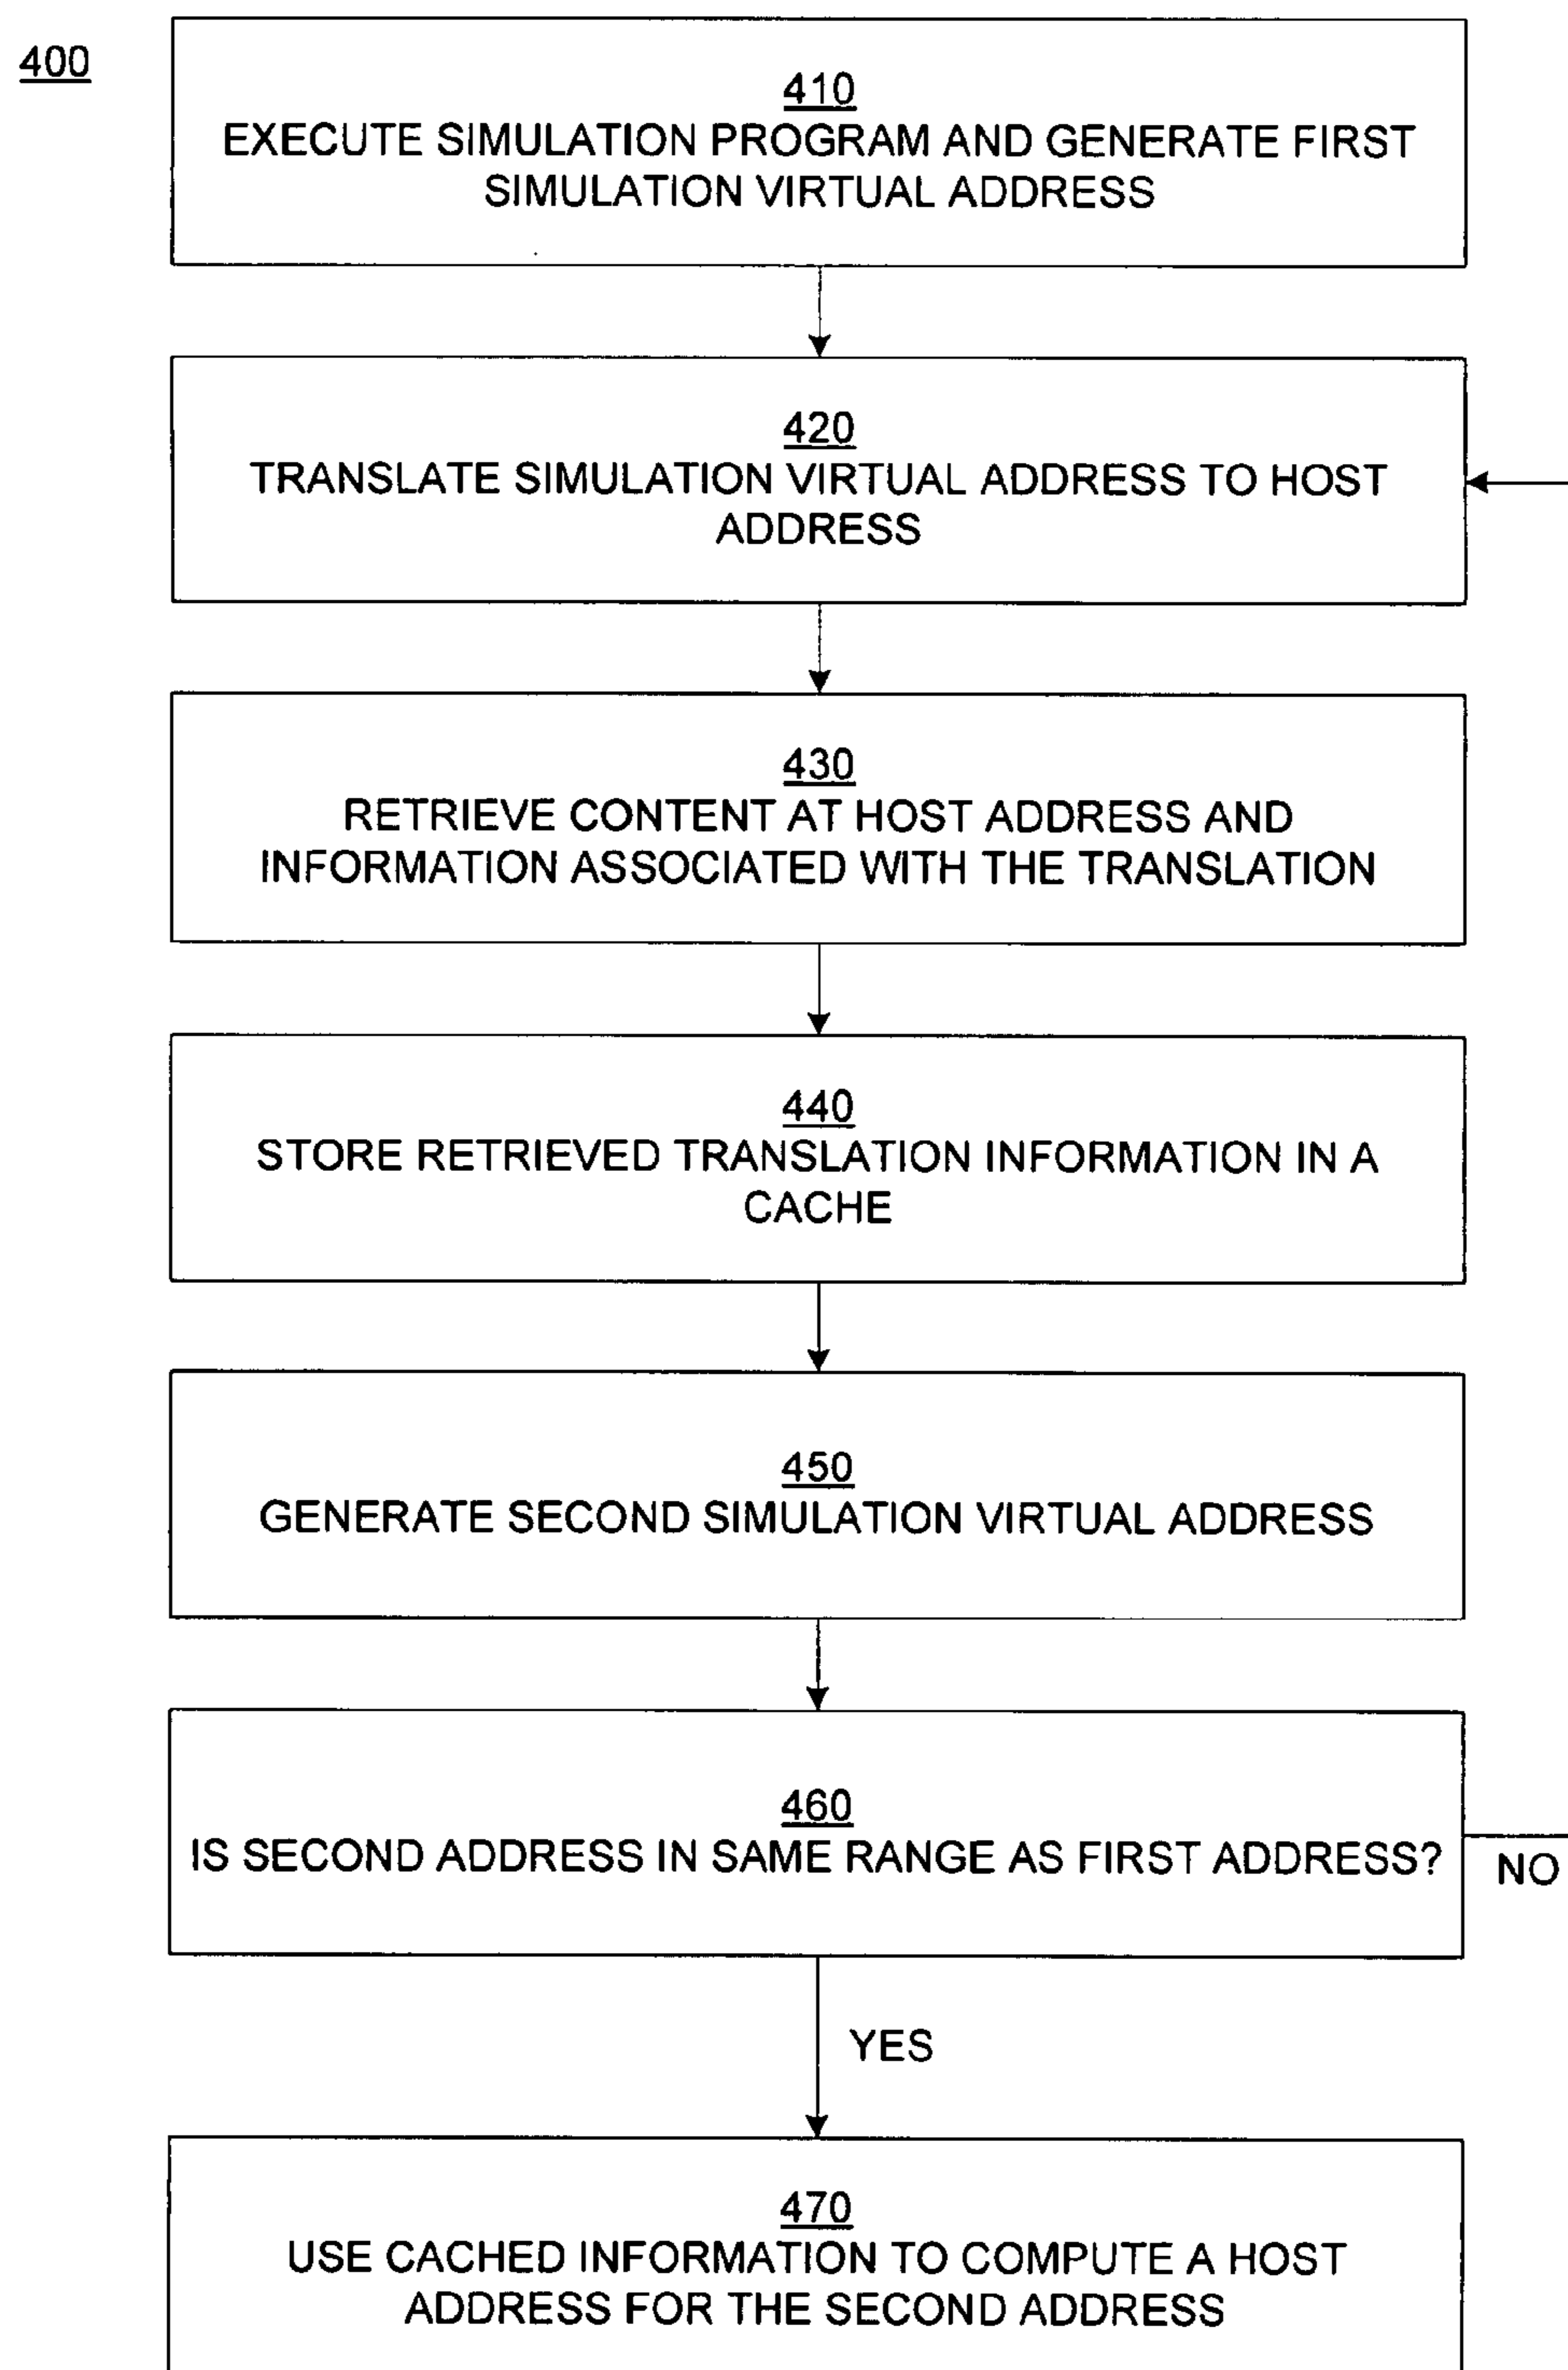 400
410
EXECUTE SIMULATION PROGRAM AND GENERATE FIRST
SIMULATION VIRTUAL ADDRESS
420
TRANSLATE SIMULATION VIRTUAL ADDRESS TO HOST
ADDRESS
430
RETRIEVE CONTENT AT HOST ADDRESS AND
INFORMATION ASSOCIATED WITH THE TRANSLATION
440
STORE RETRIEVED TRANSLATION INFORMATION IN A
CACHE
450
GENERATE SECOND SIMULATION VIRTUAL ADDRESS
460
IS SECOND ADDRESS IN SAME RANGE AS FIRST ADDRESS?
NO
YES
470
USE CACHED INFORMATION TO COMPUTE A HOST
ADDRESS FOR THE SECOND ADDRESS